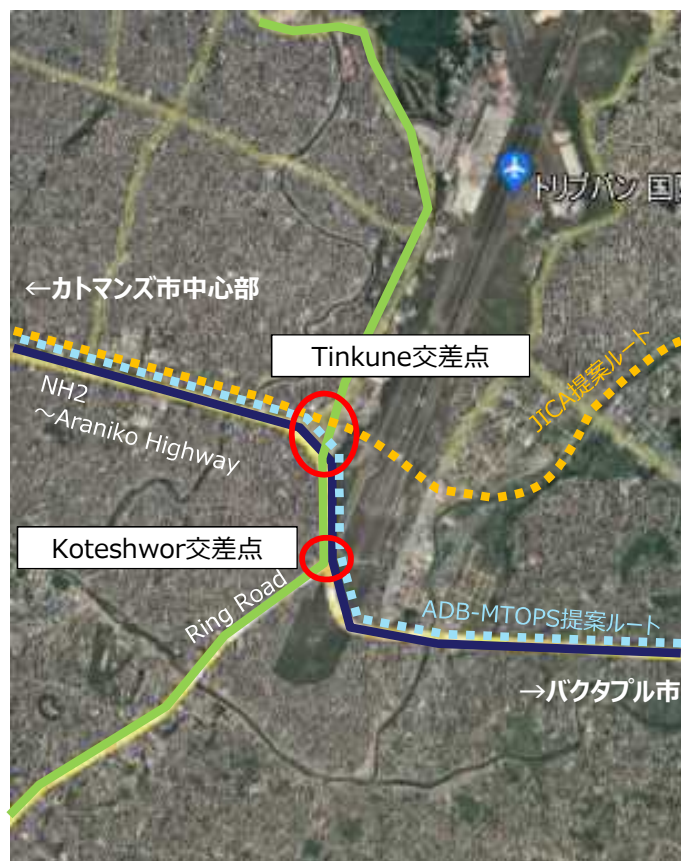 トリブバン 国
←カトマンズ市中心部
Tinkune交差点
JICA提案ルート
NH2
～Araniko Highway
Koteshwor交差点
Ring Road
ADB-MTOPS提案ルート
→バクタプル市